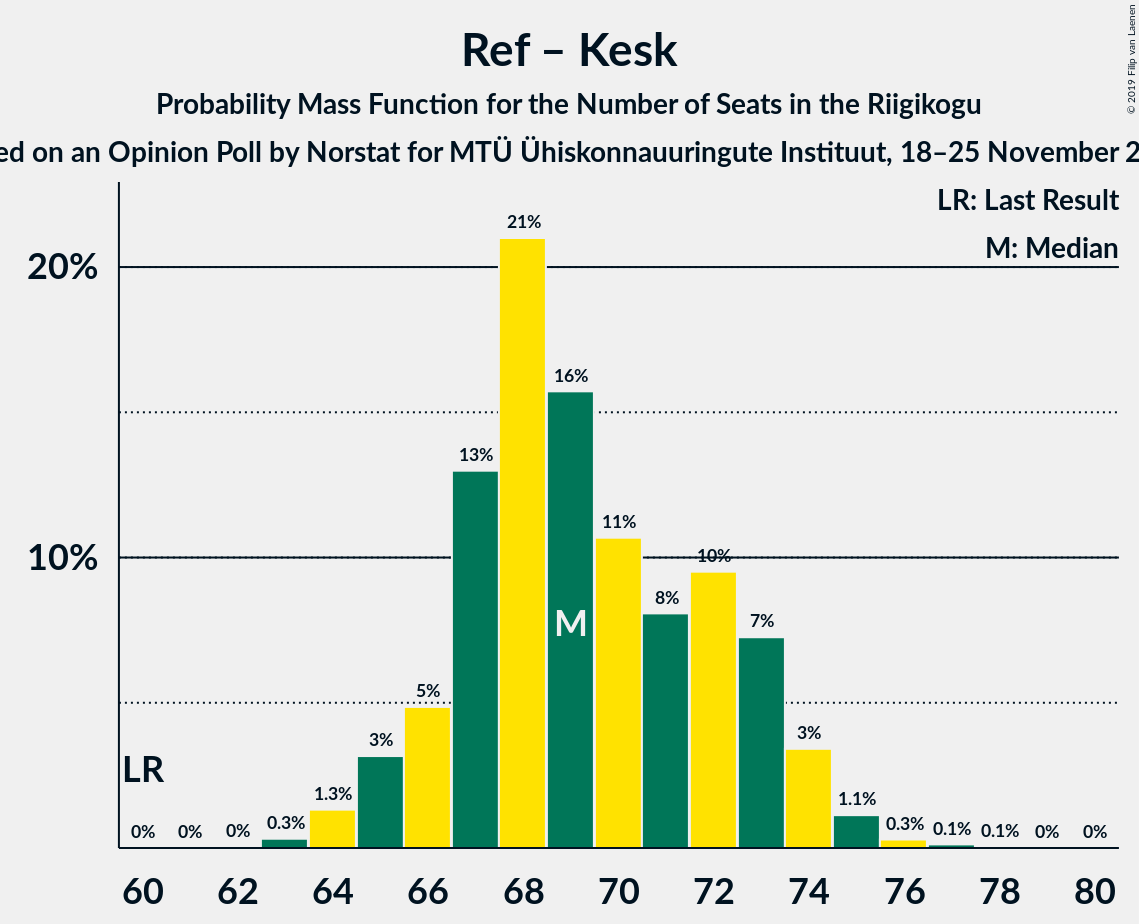 Ref – Kesk
Probability Mass Function for the Number of Seats in the Riigikogu
on an Opinion Poll by Norstat for MTÜ Ühiskonnauuringute Instituut, 18–25 November
© 2019 Filip van Laenen
LR: Last Result
M: Median
20%
10%
LR
M
0%
0%
0%
0.3%
1.3%
3%
5%
13%
21%
16%
11%
8%
10%
7%
3%
1.1%
0.3%
0.1%
0.1%
0%
0%
60 62 64 66 68 70 72 74 76 78 80